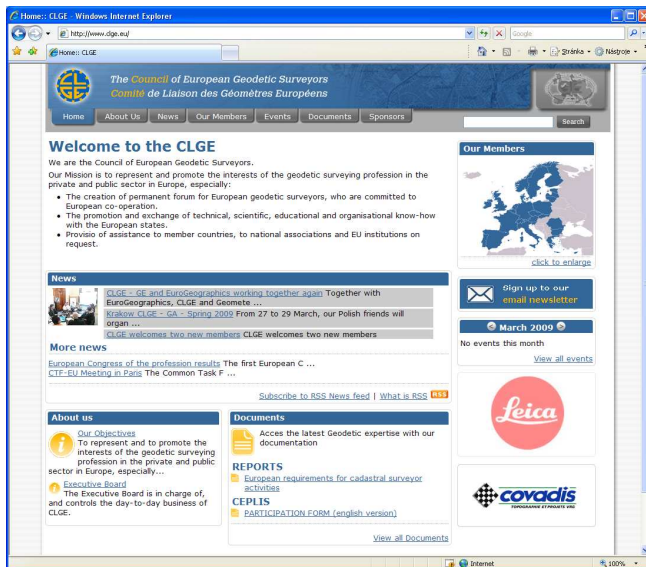 Home:: CLGE - Windows Internet Explorer
http://www.clge.eu/
Google
Home:: CLGE
Stránka
Nástroje
The Council of European Geodetic Surveyors
Comité de Liaison des Géomètres Européens
Home About Us News Our Members Events Documents Sponsors
Search
Welcome to the CLGE
We are the Council of European Geodetic Surveyors.
Our Mission is to represent and promote the interests of the geodetic surveying profession in the
private and public sector in Europe, especially:
• The creation of permanent forum for European geodetic surveyors, who are committed to
European co-operation.
• The promotion and exchange of technical, scientific, educational and organisational know-how
with the European states.
• Provisio of assistance to member countries, to national associations and EU institutions on
request.
Our Members
click to enlarge
News
CLGE - GE and EuroGeographics working together again Together with
EuroGeographics, CLGE and Geomete ...
Krakow CLGE - GA - Spring 2009 From 27 to 29 March, our Polish friends will
organ ...
CLGE welcomes two new members CLGE welcomes two new members
More news
European Congress of the profession results The first European C ...
CTF-EU Meeting in Paris The Common Task F ...
Subscribe to RSS News feed | What is RSS RSS
Sign up to our
email newsletter
March 2009
No events this month
View all events
Leica
covadis
TOPOGRAPHIE ET PROJETS VRD
About us
Our Objectives
To represent and to promote the
interests of the geodetic surveying
profession in the private and public
sector in Europe, especially...
Executive Board
The Executive Board is in charge of,
and controls the day-to-day business of
CLGE.
Documents
Acces the latest Geodetic expertise with our
documentation
REPORTS
European requirements for cadastral surveyor
activities
CEPLIS
PARTICIPATION FORM (english version)
View all Documents
Internet
100%